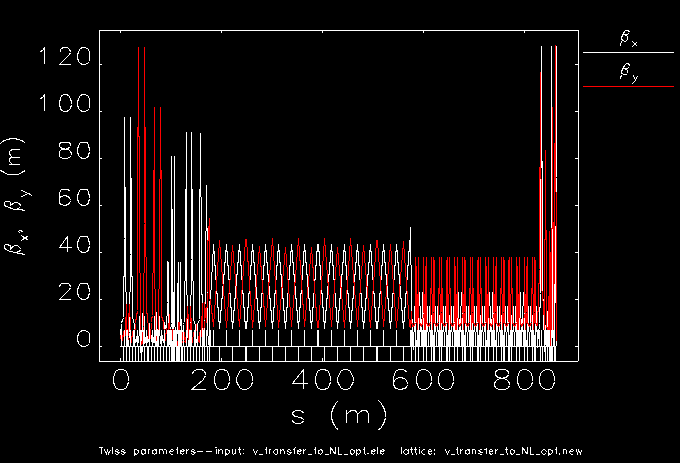 βx
βy
120
100
80
60
40
20
0
βx, βy (m)
0 200 400 600 800
s (m)
Twiss parameters--input: v_transfer_to_NL_opt.ele lattice: v_transfer_to_NL_opt.new